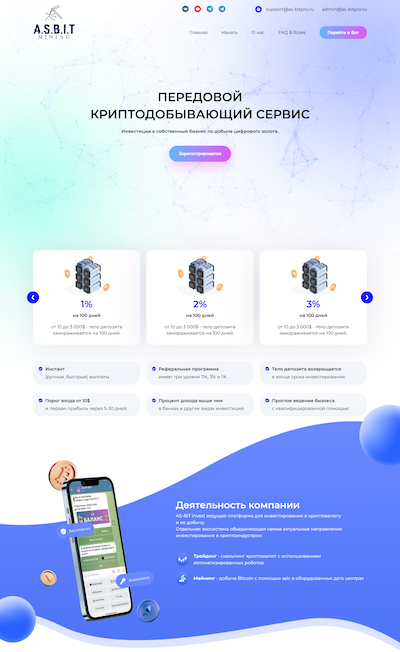 A.S.B.I.T
MINING
support@as-bitpro.ru
admin@as-bitpro.ru
Главная
Начать
О нас
FAQ & Rules
Перейти в бот
ПЕРЕДОВОЙ
КРИПТОДОБЫВАЮЩИЙ СЕРВИС
Инвестиции в собственный бизнес по добыче цифрового золота.
Зарегистрироватся
1%
на 100 дней
от 10 до 3 000$ - тело депозита
замораживается на 100 дней.
2%
на 100 дней
от 10 до 3 000$ - тело депозита
замораживается на 100 дней.
3%
на 100 дней
от 10 до 3 000$ - тело депозита
замораживается на 100 дней.
Инстант
(ручные, быстрые) выплаты.
Реферальная программа
имеет три уровня 7%, 3% и 1%
Тело депозита возвращается
в конце срока инвестирования.
Порог входа от 10$
и первая прибыль через 5-30 дней.
Процент дохода выше чем
в банках и других видах инвестиций
Простое ведение бизнеса
с квалифицированной помощью
БАЛАНС
Деятельность компании
AS-BIT invest ведущая платформа для инвестирования в криптовалюту
и ее добычу.
Отдельная экосистема объединяющая самые актуальные направления
инвестирования в криптоиндустрии:
Трейдинг - скальпинг криптовалют с использованием
автоматизированных роботов.
Майнинг - добыча Bitcoin с помощью asic в оборудованных дата центрах